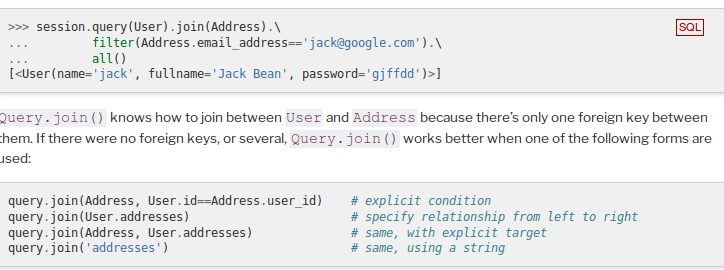 >>> session.query(User).join(Address).\
SQL
...         filter(Address.email_address=='jack@google.com').\
...         all()
[<User(name='jack', fullname='Jack Bean', password='gjffdd')>]
Query.join() knows how to join between User and Address because there's only one foreign key between
them. If there were no foreign keys, or several, Query.join() works better when one of the following forms are
used:
query.join(Address, User.id==Address.user_id)    # explicit condition
query.join(User.addresses)                       # specify relationship from left to right
query.join(Address, User.addresses)              # same, with explicit target
query.join('addresses')                          # same, using a string